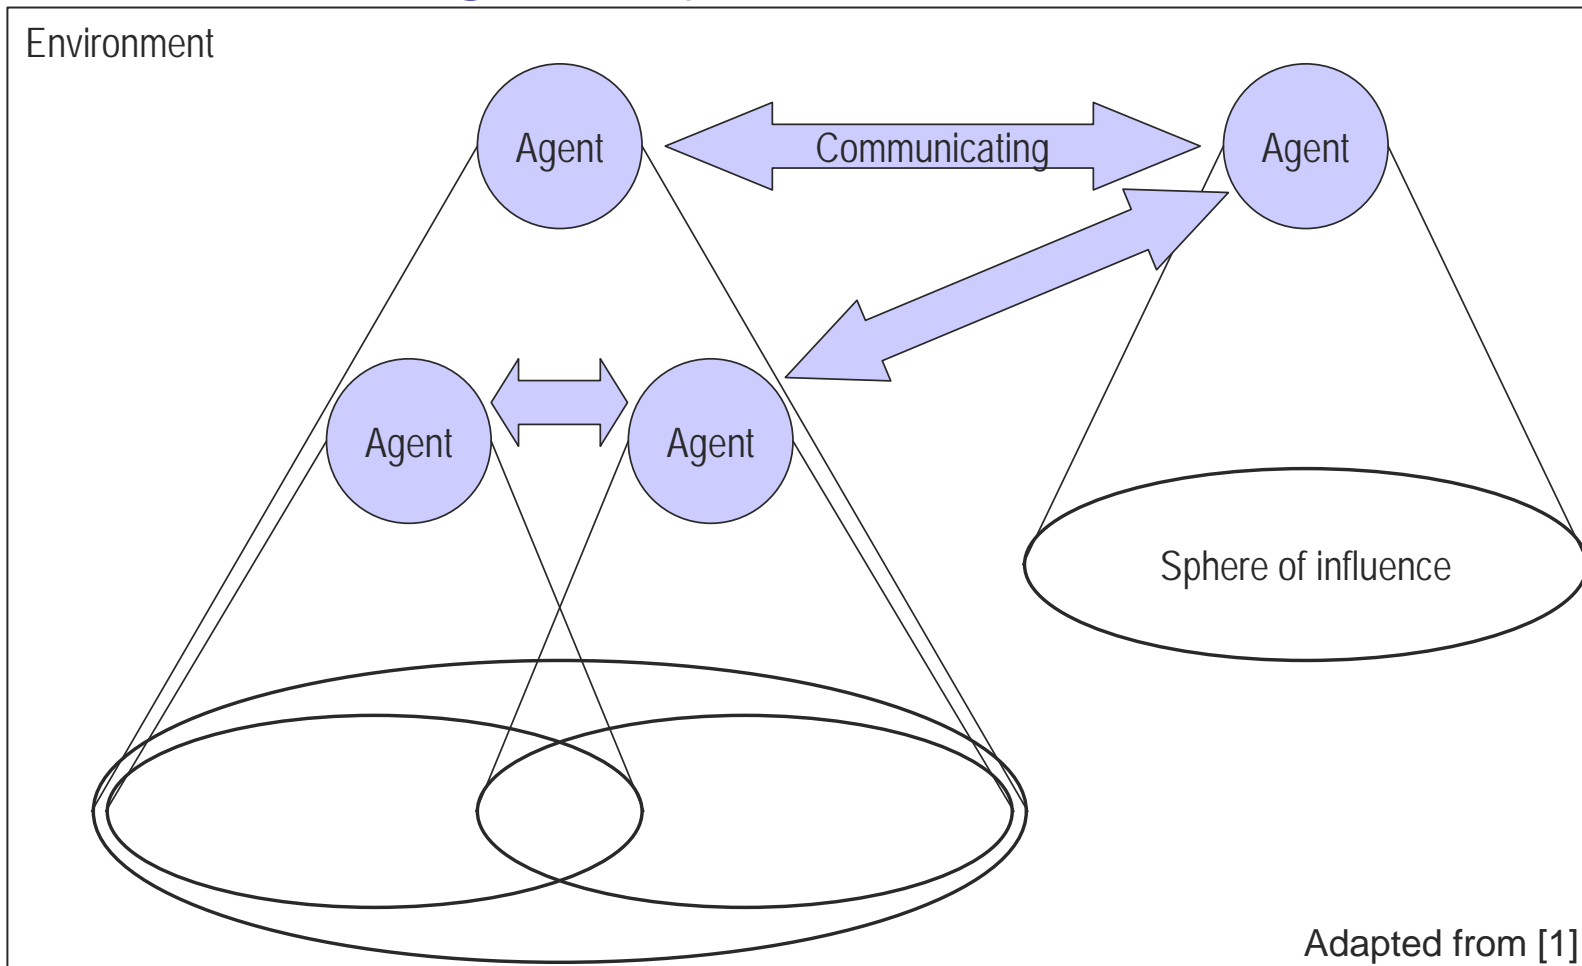 Environment
Agent
Communicating
Agent
Agent
Agent
Sphere of influence
Adapted from [1]